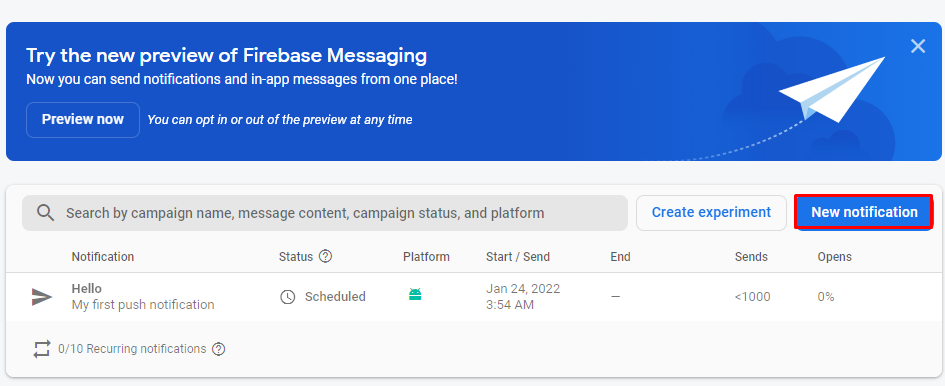 Try the new preview of Firebase Messaging
Now you can send notifications and in-app messages from one place!
Preview now You can opt in or out of the preview at any time
Search by campaign name, message content, campaign status, and platform Create experiment New notification
Notification Status Platform Start / Send End Sends Opens
Hello
My first push notification
Scheduled
Jan 24, 2022
3:54 AM
—
<1000
0%
0/10 Recurring notifications